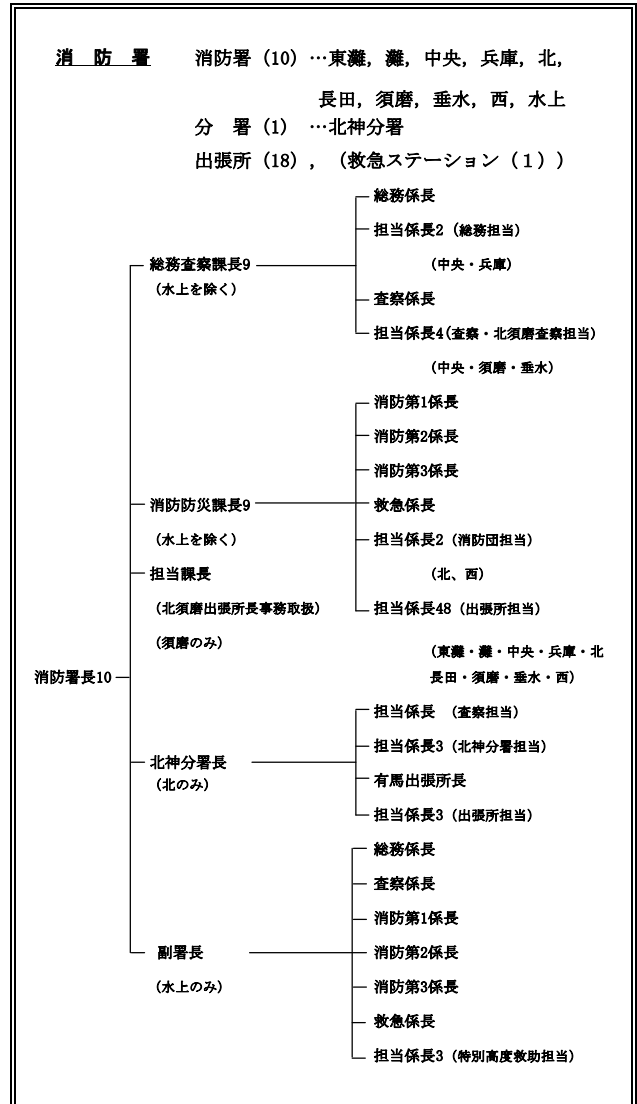 消 防 署 消防署（10）…東灘，灘，中央，兵庫，北，
長田，須磨，垂水，西，水上
分 署（1） …北神分署
出張所（18），（救急ステーション（１））
総務係長
担当係長2（総務担当）
総務査察課長9
(中央・兵庫)
(水上を除く)
査察係長
担当係長4(査察・北須磨査察担当)
(中央・須磨・垂水)
消防第1係長
消防第2係長
消防第3係長
消防防災課長9
救急係長
(水上を除く)
担当係長2（消防団担当）
担当課長
(北、西)
(北須磨出張所長事務取扱)
担当係長48（出張所担当）
(須磨のみ)
(東灘・灘・中央・兵庫・北
消防署長10
長田・須磨・垂水・西)
担当係長 （査察担当）
担当係長3（北神分署担当）
北神分署長
有馬出張所長
(北のみ)
担当係長3（出張所担当）
総務係長
査察係長
消防第1係長
副署長
消防第2係長
(水上のみ)
消防第3係長
救急係長
担当係長3（特別高度救助担当）